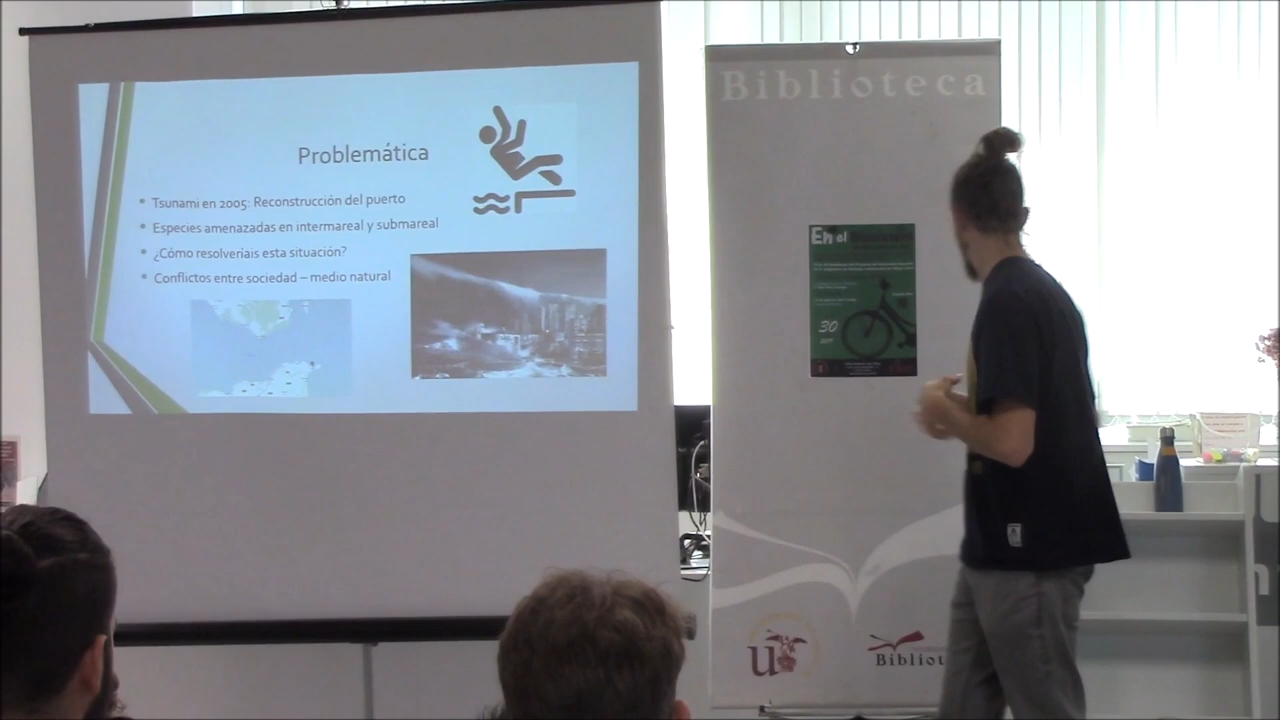 Problemática
Tsunami en 2005: Reconstrucción del puerto
Especies amenazadas en intermareal y submareal
¿Cómo resolveríais esta situación?
Conflictos entre sociedad – medio natural
Biblioteca
En el
30
u